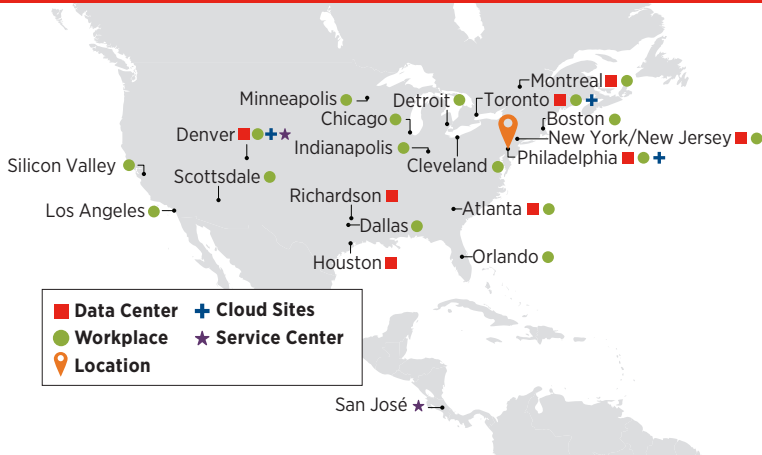 Montreal
Minneapolis
Detroit
Toronto
Chicago
Boston
Denver
New York/New Jersey
Indianapolis
Philadelphia
Silicon Valley
Cleveland
Scottsdale
Richardson
Los Angeles
Atlanta
Dallas
Houston
Orlando
Data Center
Cloud Sites
Workplace
Service Center
Location
San José